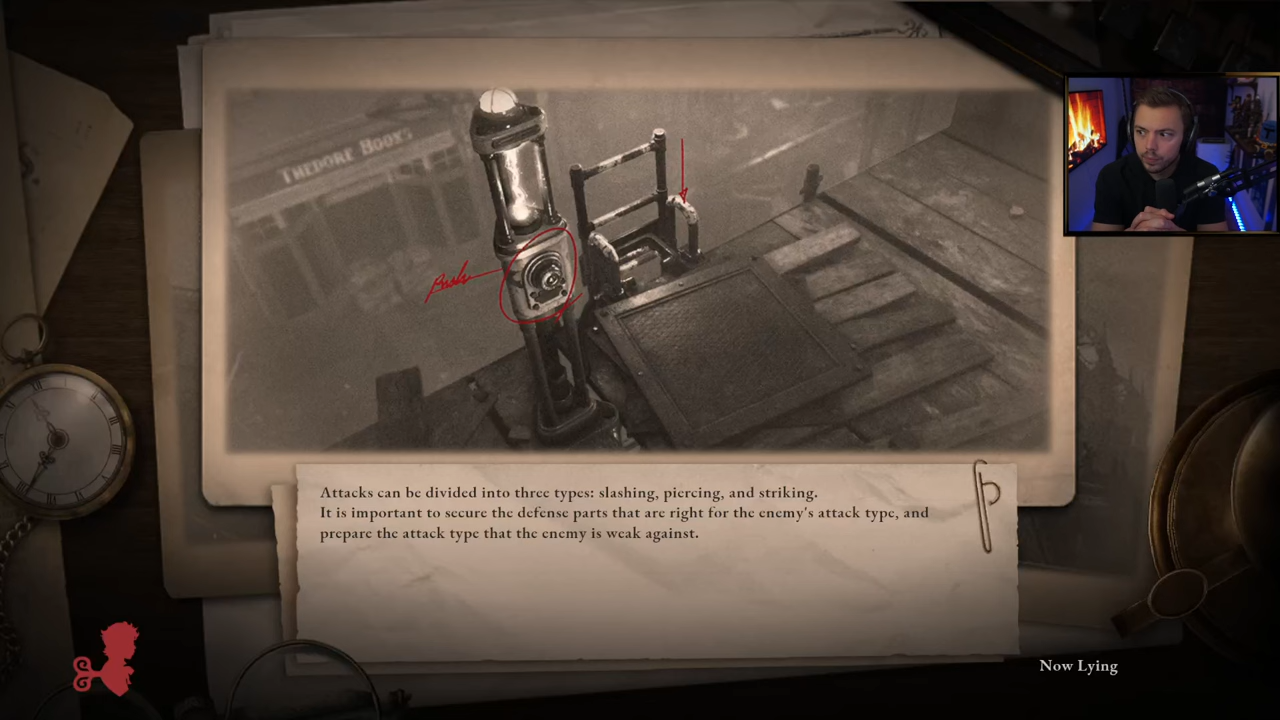 THEDORE BOOK'S
Push
Attacks can be divided into three types: slashing, piercing, and striking.
It is important to secure the defense parts that are right for the enemy's attack type, and
prepare the attack type that the enemy is weak against.
Now Lying